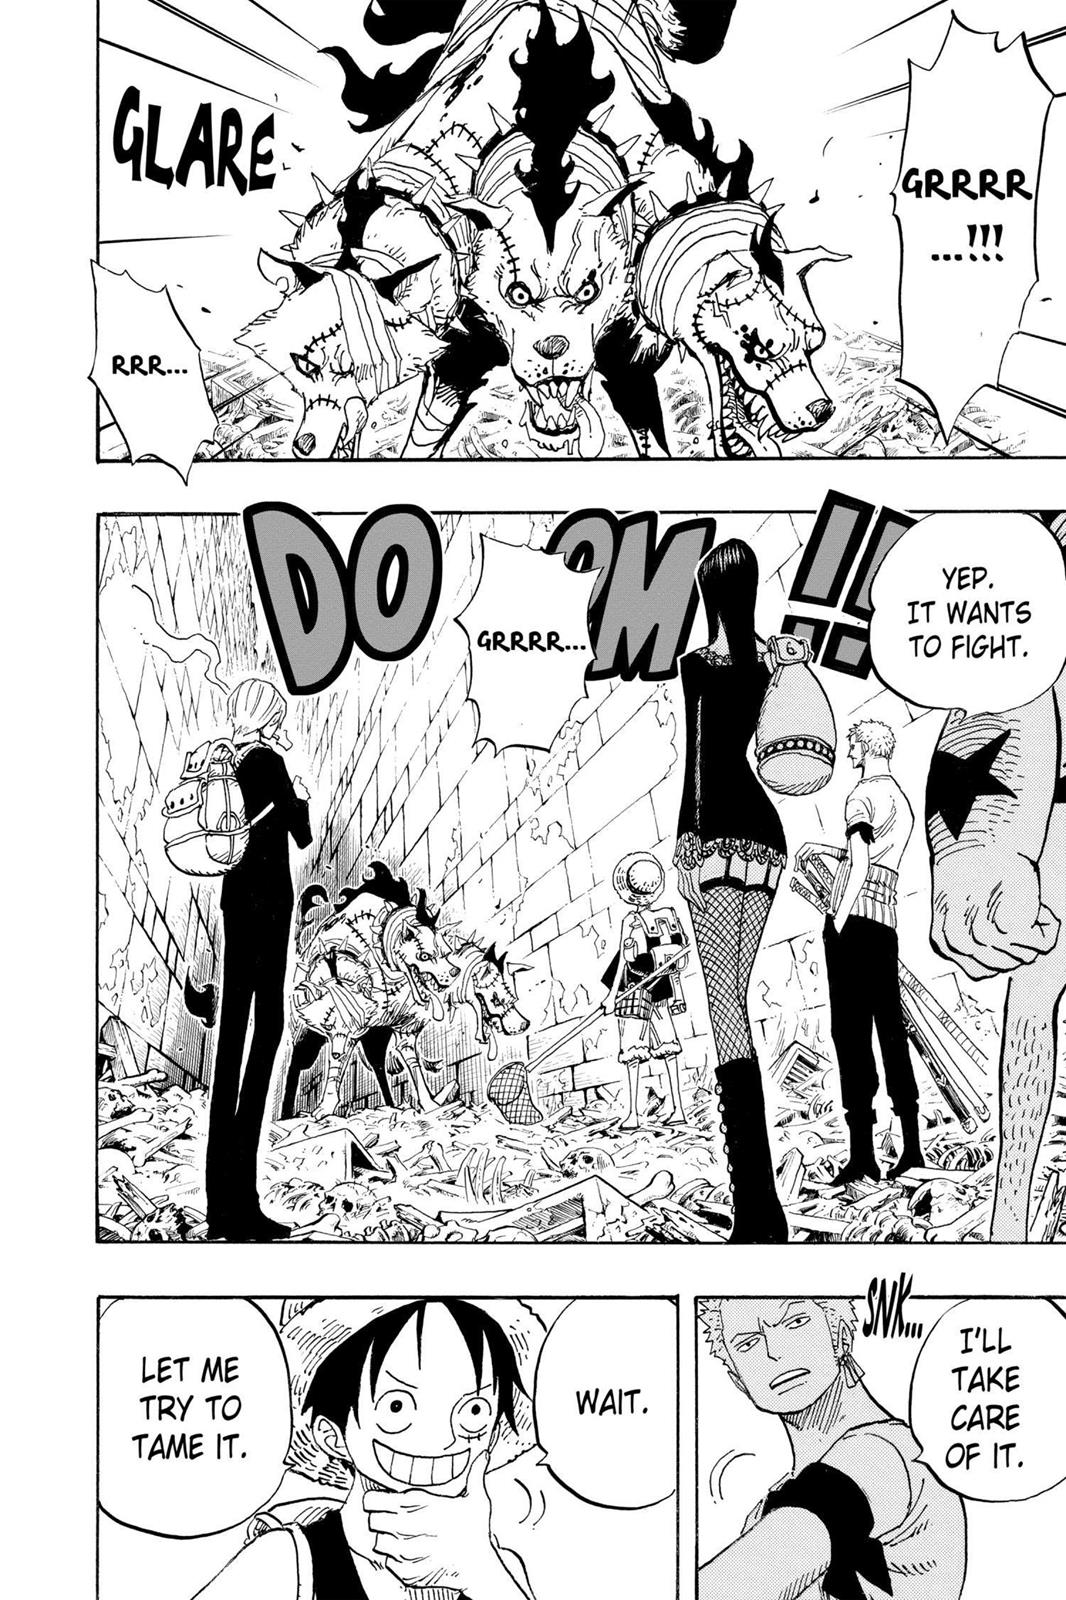 GRRRR
...!!!
GLARE
RRR...
YEP.
IT WANTS
TO FIGHT.
DOOM!!
GRRRR...
SNK...
I'LL
TAKE
CARE
OF IT.
WAIT.
LET ME
TRY TO
TAME IT.